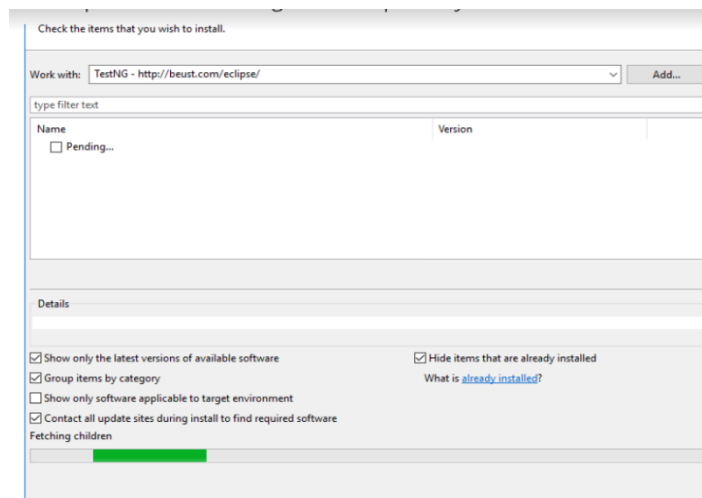 Check the items that you wish to install.
Work with: TestNG - http://beust.com/eclipse/ Add...
type filter text
Name Version
Pending...
Details
Show only the latest versions of available software Hide items that are already installed
Group items by category What is already installed?
Show only software applicable to target environment
Contact all update sites during install to find required software
Fetching children